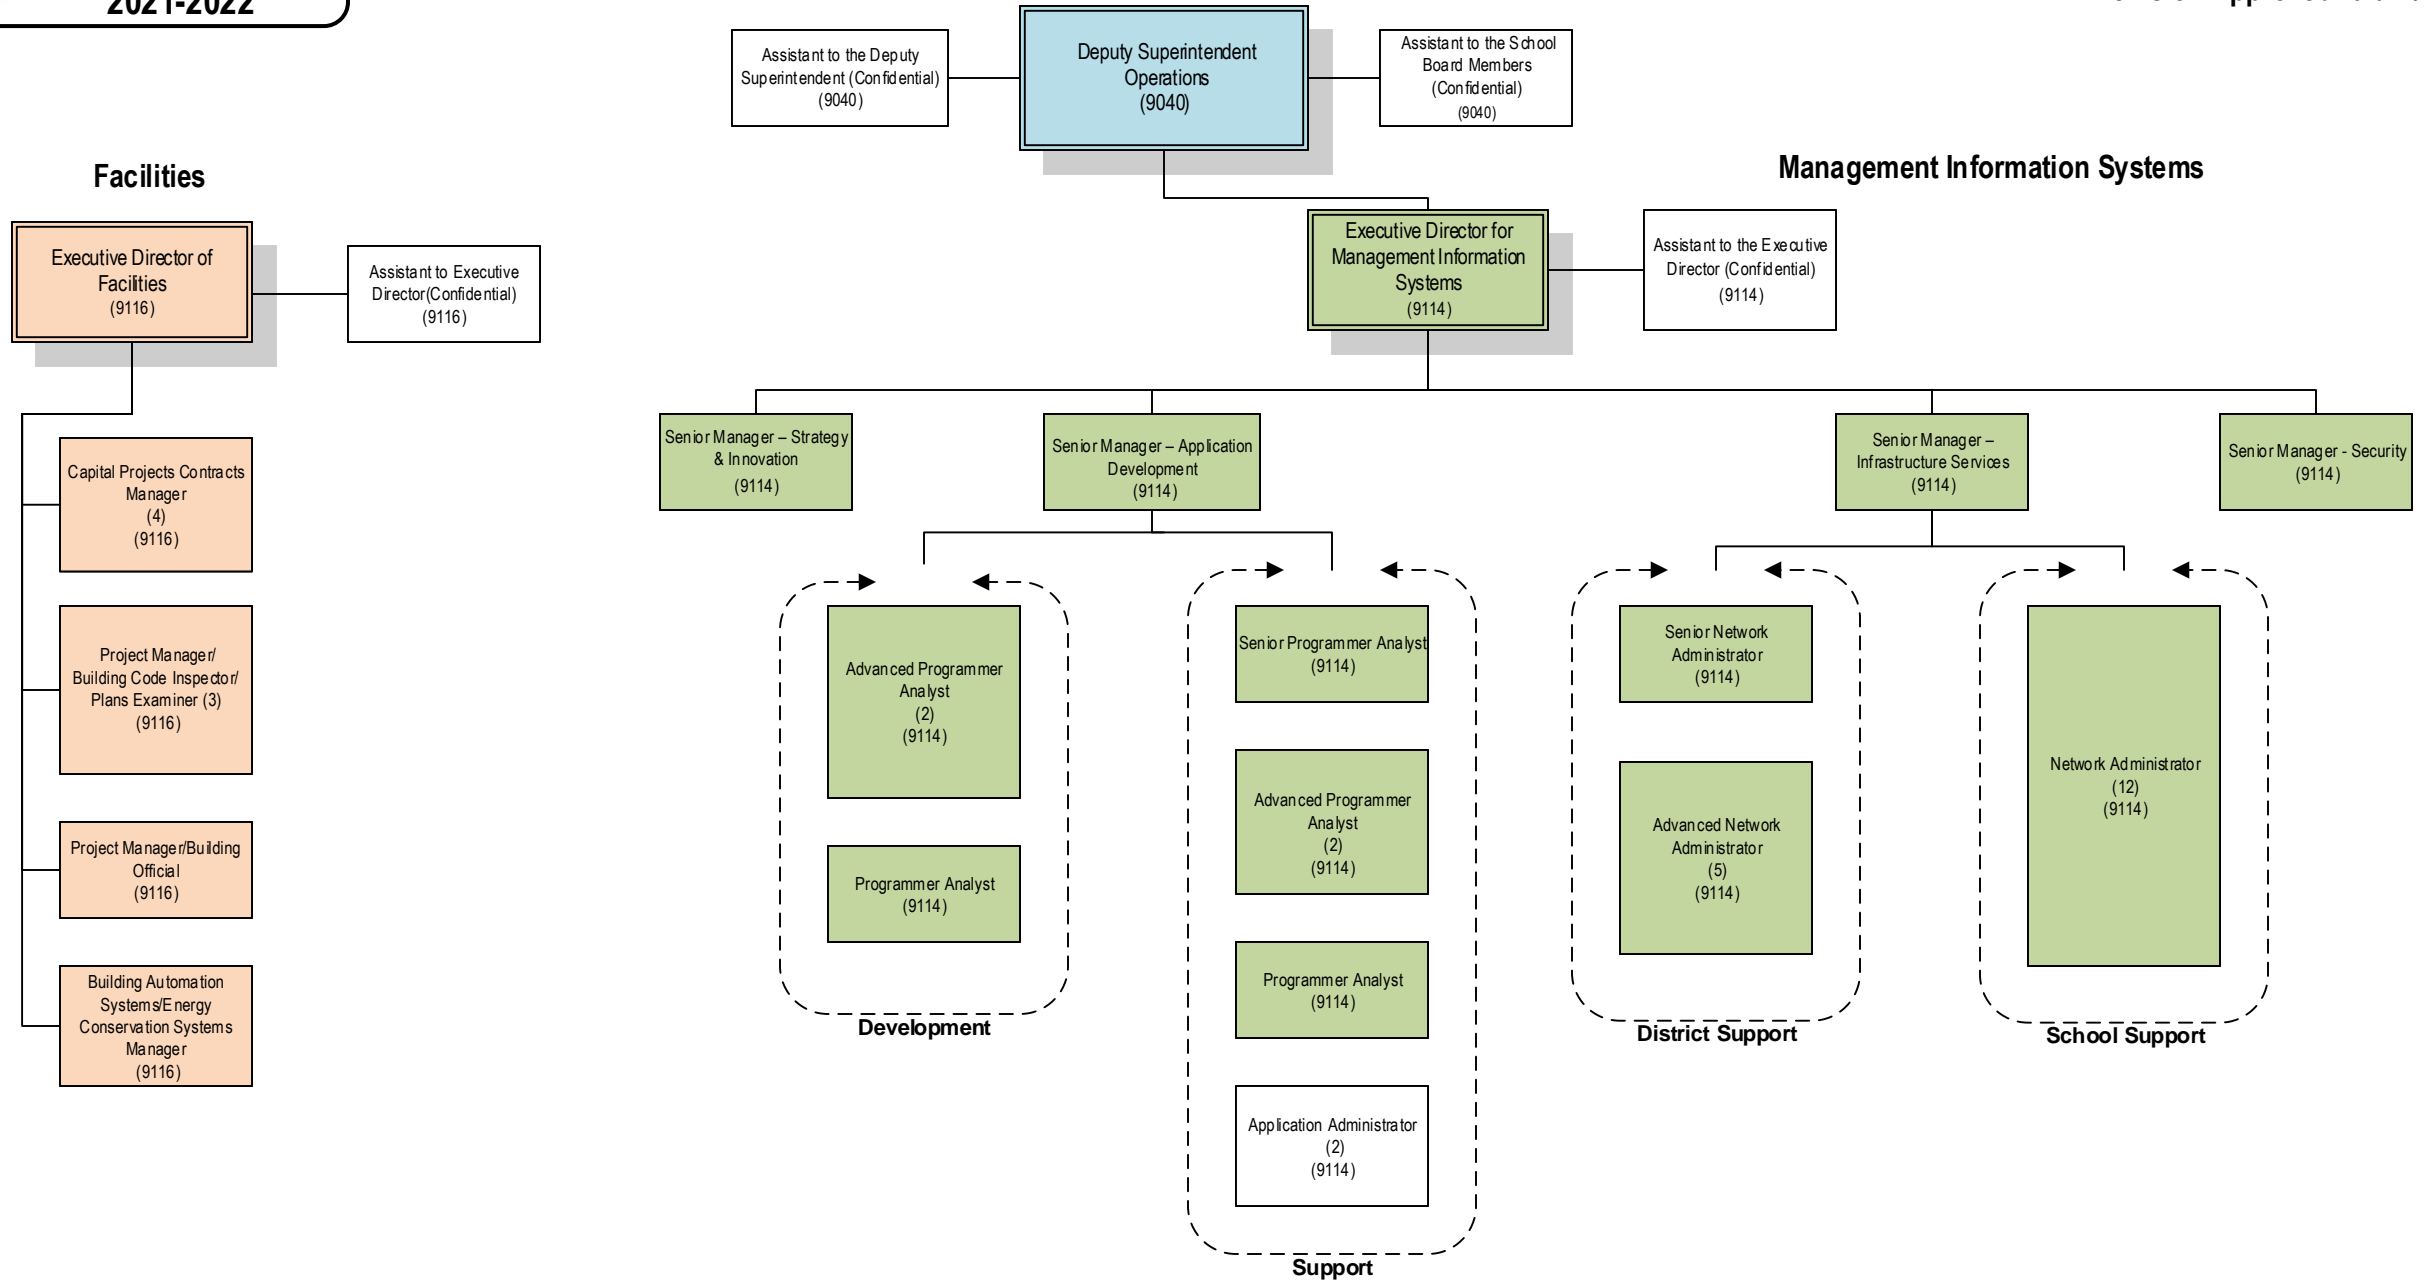 2021-2022
Assistant to the Deputy
Superintendent (Confidential)
(9040)
Deputy Superintendent
Operations
(9040)
Assistant to the School
Board Members
(Confidential)
(9040)
Facilities
Management Information Systems
Executive Director of
Facilities
(9116)
Assistant to Executive
Director(Confidential)
(9116)
Executive Director for
Management Information
Systems
(9114)
Assistant to the Executive
Director (Confidential)
(9114)
Capital Projects Contracts
Manager
(4)
(9116)
Project Manager/
Building Code Inspector/
Plans Examiner (3)
(9116)
Project Manager/Building
Official
(9116)
Building Automation
Systems/Energy
Conservation Systems
Manager
(9116)
Senior Manager – Strategy
& Innovation
(9114)
Senior Manager – Application
Development
(9114)
Senior Manager –
Infrastructure Services
(9114)
Senior Manager - Security
(9114)
Advanced Programmer
Analyst
(2)
(9114)
Programmer Analyst
(9114)
Development
Senior Programmer Analyst
(9114)
Advanced Programmer
Analyst
(2)
(9114)
Programmer Analyst
(9114)
Application Administrator
(2)
(9114)
Support
Senior Network
Administrator
(9114)
Advanced Network
Administrator
(5)
(9114)
District Support
Network Administrator
(12)
(9114)
School Support